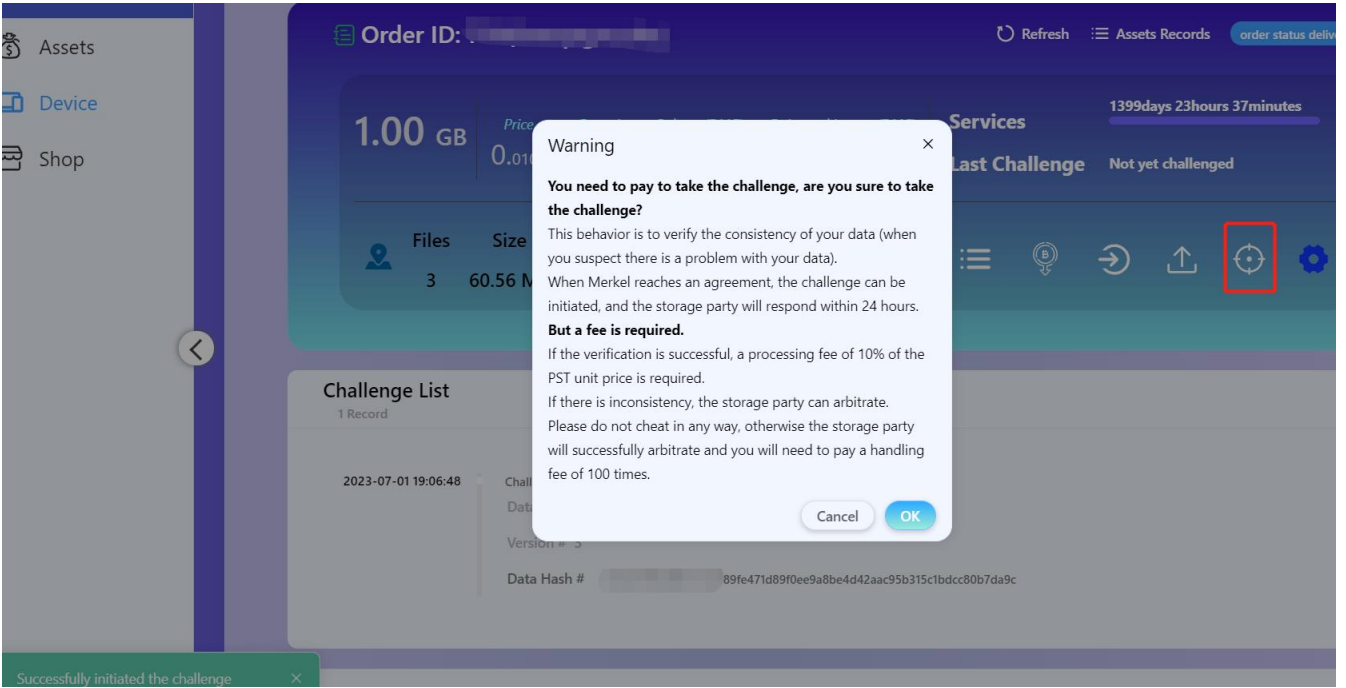 Assets
Device
Shop
Order ID:
Refresh
Assets Records
order status deliv
1.00 GB
Price
0.010
Services
1399days 23hours 37minutes
Last Challenge
Not yet challenged
Files
Size
3
60.56 M
Warning
You need to pay to take the challenge, are you sure to take
the challenge?
This behavior is to verify the consistency of your data (when
you suspect there is a problem with your data).
When Merkel reaches an agreement, the challenge can be
initiated, and the storage party will respond within 24 hours.
But a fee is required.
If the verification is successful, a processing fee of 10% of the
PST unit price is required.
If there is inconsistency, the storage party can arbitrate.
Please do not cheat in any way, otherwise the storage party
will successfully arbitrate and you will need to pay a handling
fee of 100 times.
Cancel
OK
Challenge List
1 Record
2023-07-01 19:06:48
Chall
Data
Version # 3
Data Hash #
89fe471d89f0ee9a8be4d42aac95b315c1bdcc80b7da9c
Successfully initiated the challenge